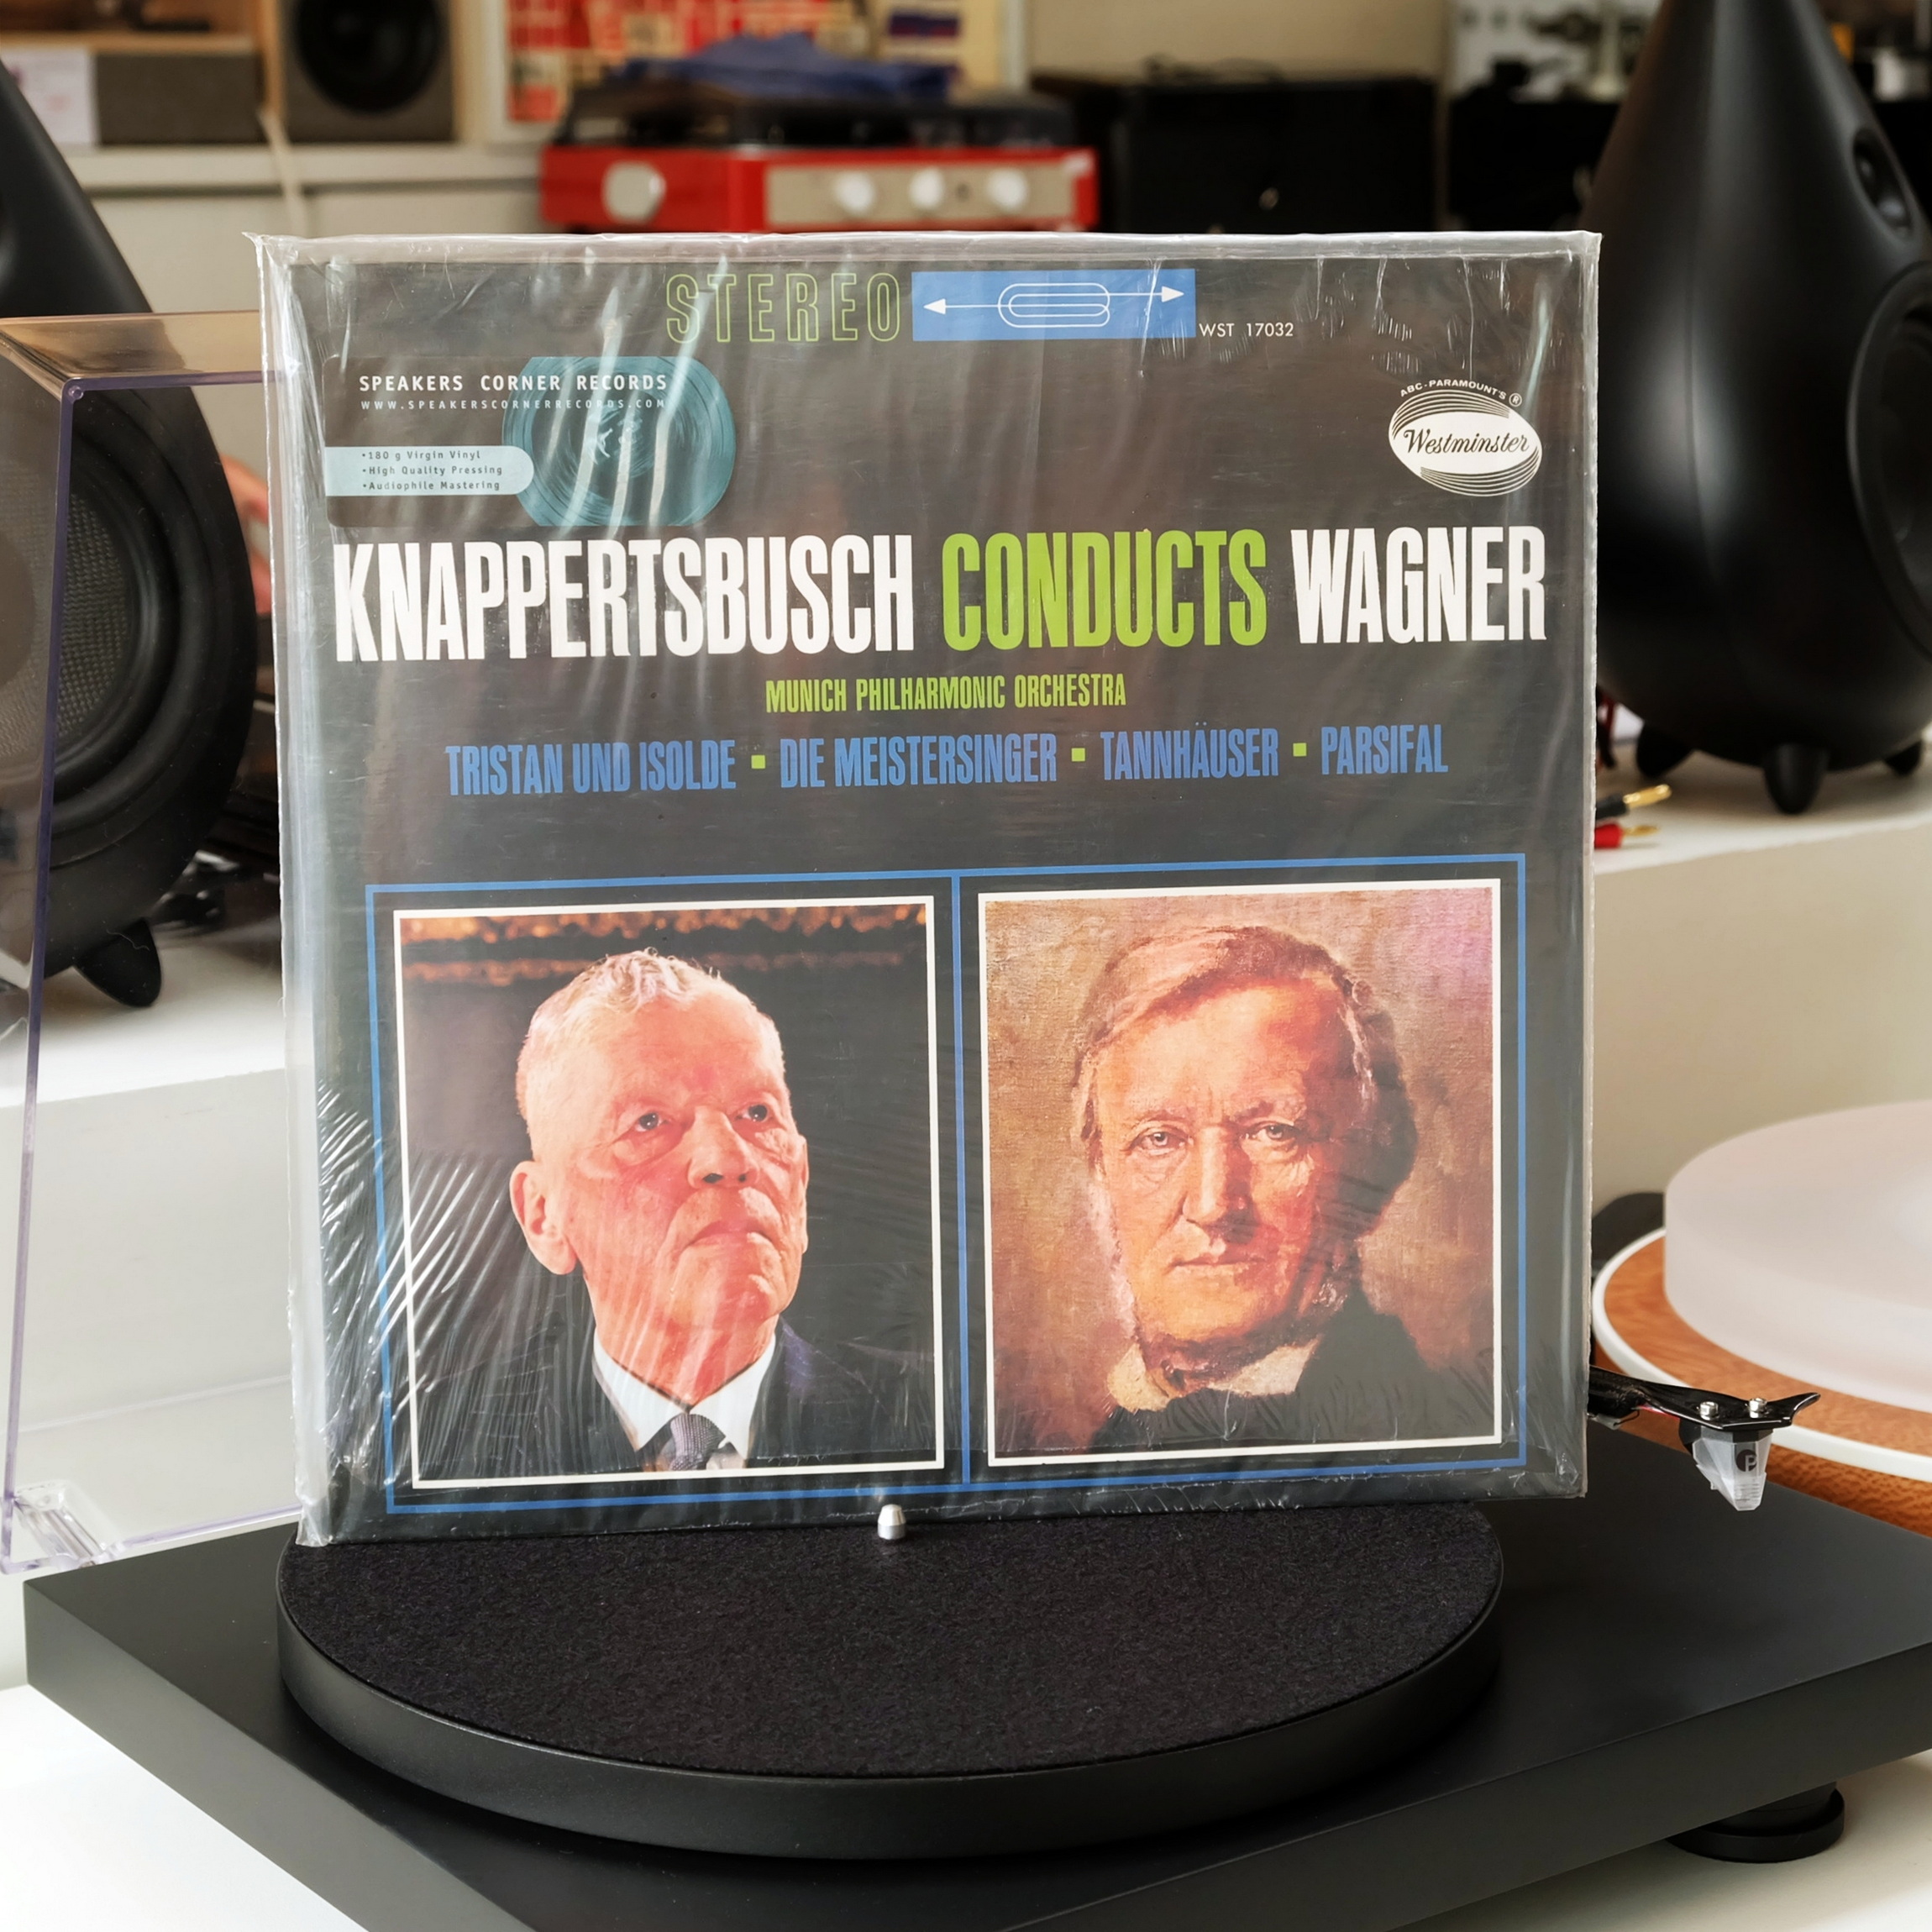 STEREO
WST 17032
SPEAKERS CORNER RECORDS
WWW.SPEAKERSCORNERRECORDS.COM
•180 g Virgin Vinyl
•High Quality Pressing
•Audiophile Mastering
ABC-PARAMOUNT'S ®
Westminster
KNAPPERTSBUSCH CONDUCTS WAGNER
MUNICH PHILHARMONIC ORCHESTRA
TRISTAN UND ISOLDE ▪ DIE MEISTERSINGER ▪ TANNHÄUSER ▪ PARSIFAL